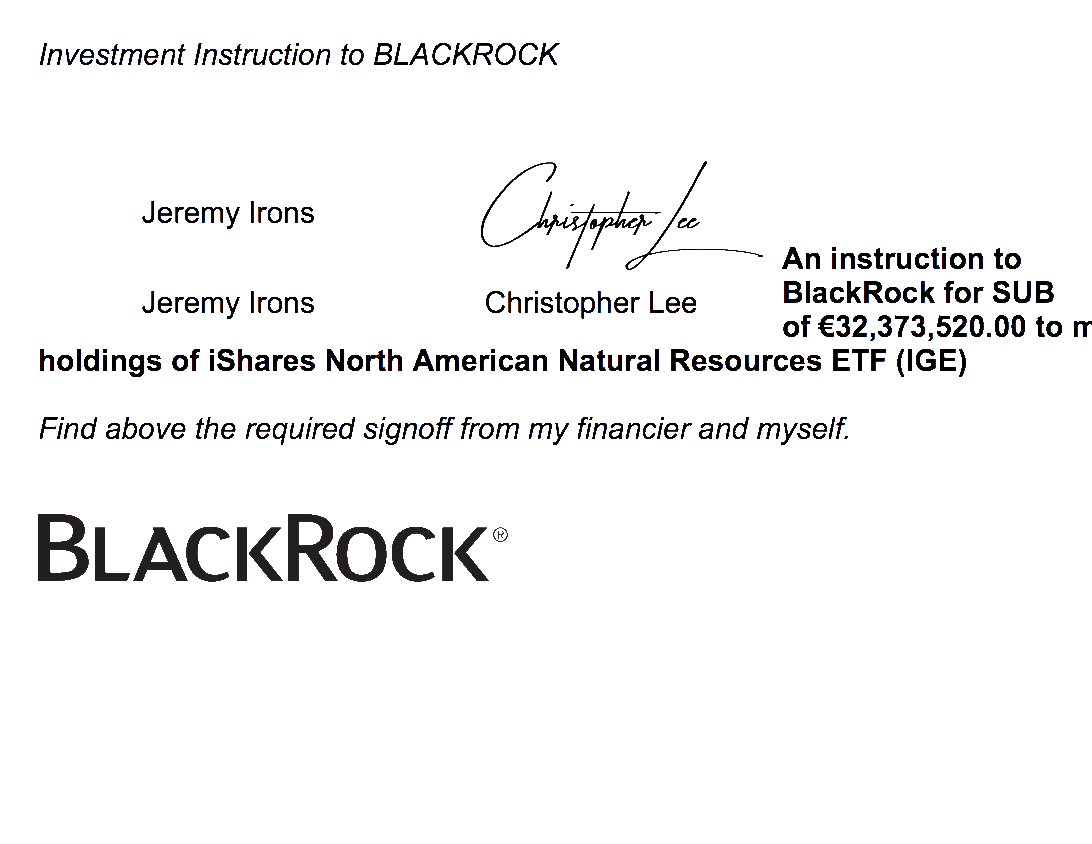 Investment Instruction to BLACKROCK
Jeremy Irons
Christopher Lee
Jeremy Irons
Christopher Lee
An instruction to
BlackRock for SUB
of €32,373,520.00 to
holdings of iShares North American Natural Resources ETF (IGE)
Find above the required signoff from my financier and myself.
BLACKROCK®